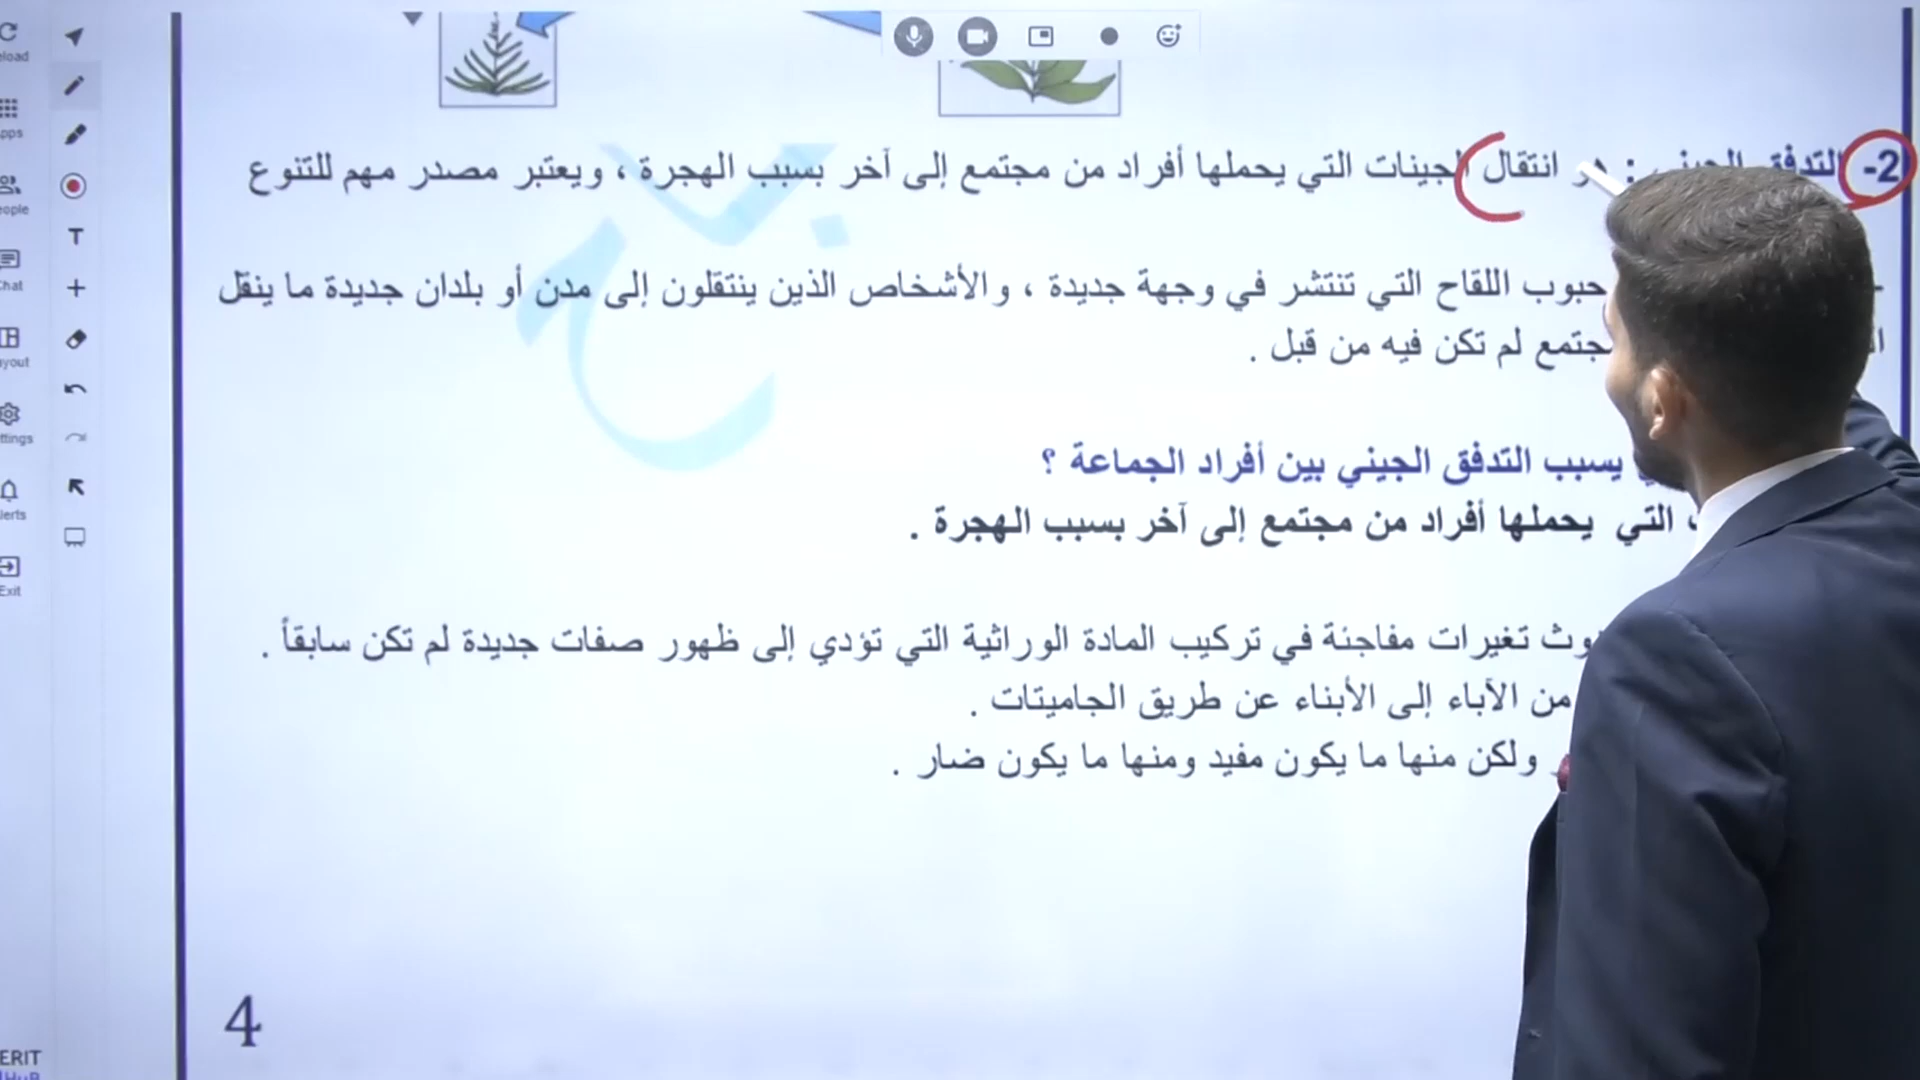 2- التدفق الجيني : هو انتقال الجينات التي يحملها أفراد من مجتمع إلى آخر بسبب الهجرة ، ويعتبر مصدر مهم للتنوع
حبوب اللقاح التي تنتشر في وجهة جديدة ، والأشخاص الذين ينتقلون إلى مدن أو بلدان جديدة ما ينقل
لم تكن فيه من قبل .
يسبب التدفق الجيني بين أفراد الجماعة ؟
التي يحملها أفراد من مجتمع إلى آخر بسبب الهجرة .
تغيرات مفاجئة في تركيب المادة الوراثية التي تؤدي إلى ظهور صفات جديدة لم تكن سابقاً .
من الآباء إلى الأبناء عن طريق الجاميتات .
ولكن منها ما يكون مفيد ومنها ما يكون ضار .
4
T
Exit